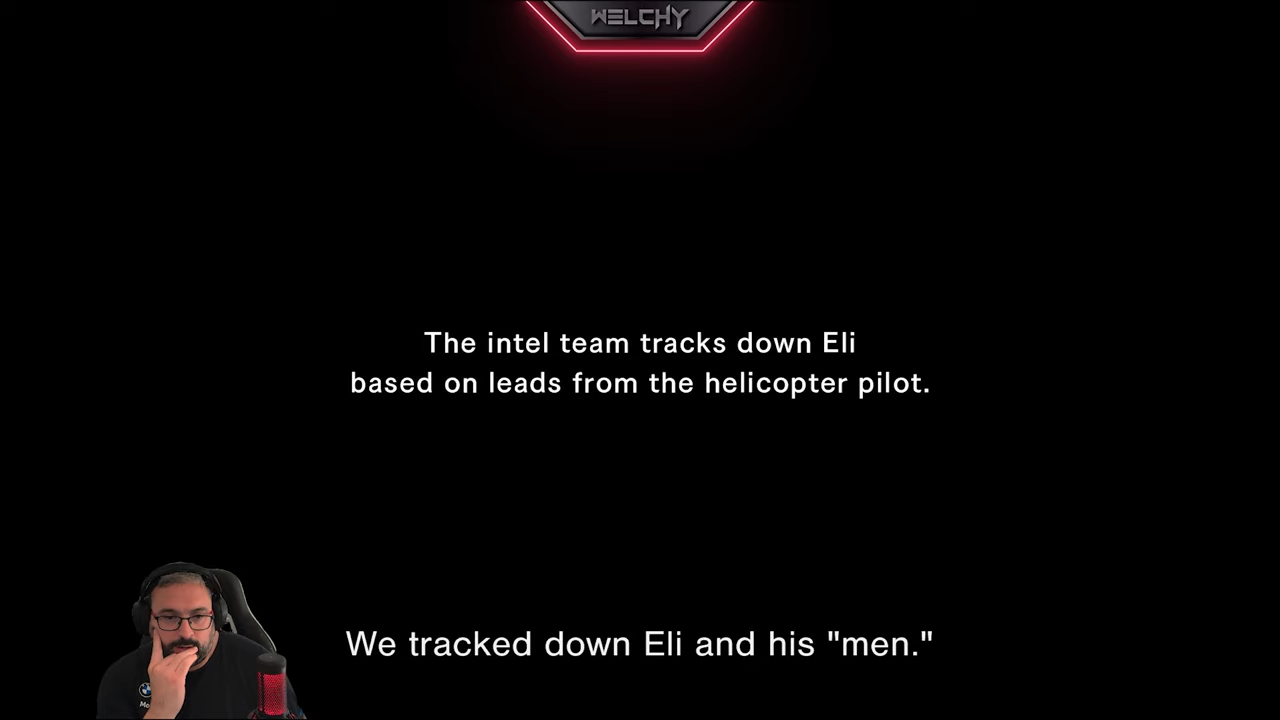 WELCHY
The intel team tracks down Eli
based on leads from the helicopter pilot.
We tracked down Eli and his "men."
Mo